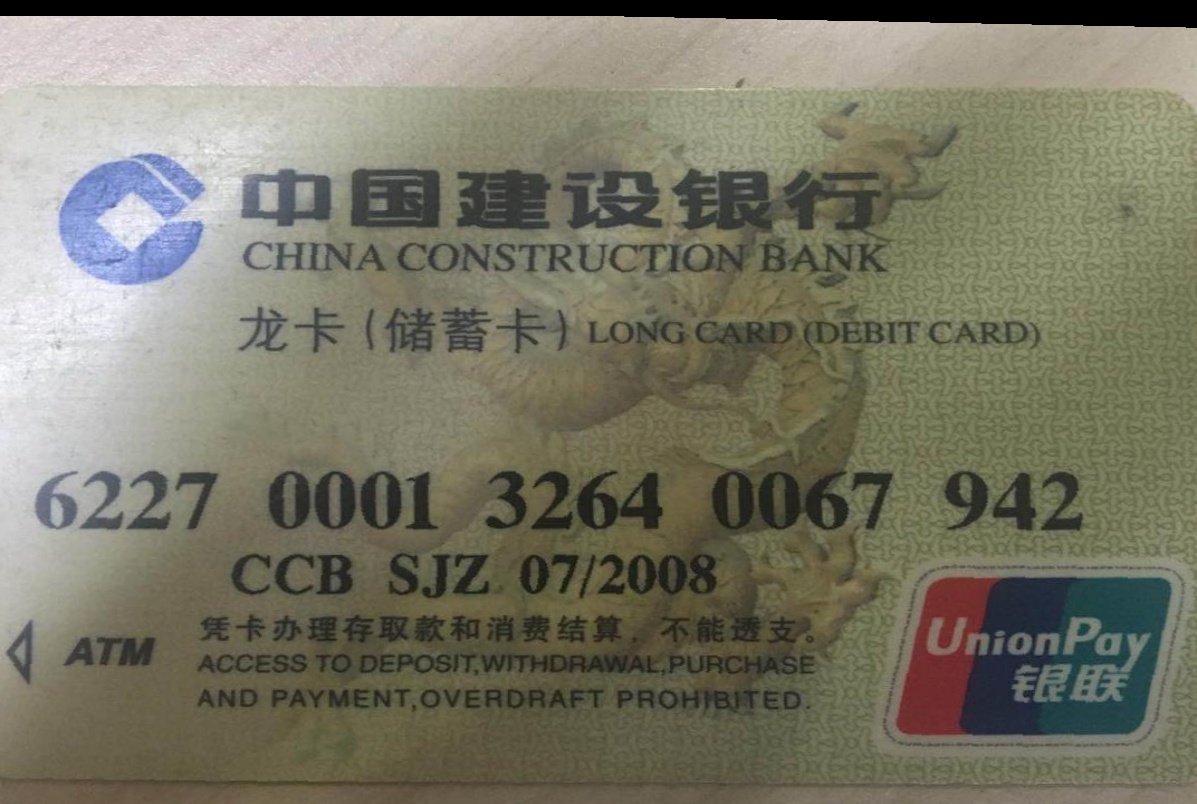 中国建设银行
CHINA CONSTRUCTION BANK
龙卡(储蓄卡) LONG CARD (DEBIT CARD)
6227 0001 3264 0067 942
CCB SJZ 07/2008
ATM
凭卡办理存取款和消费结算，不能透支。
ACCESS TO DEPOSIT,WITHDRAWAL,PURCHASE
AND PAYMENT,OVERDRAFT PROHIBITED.
UnionPay
银联